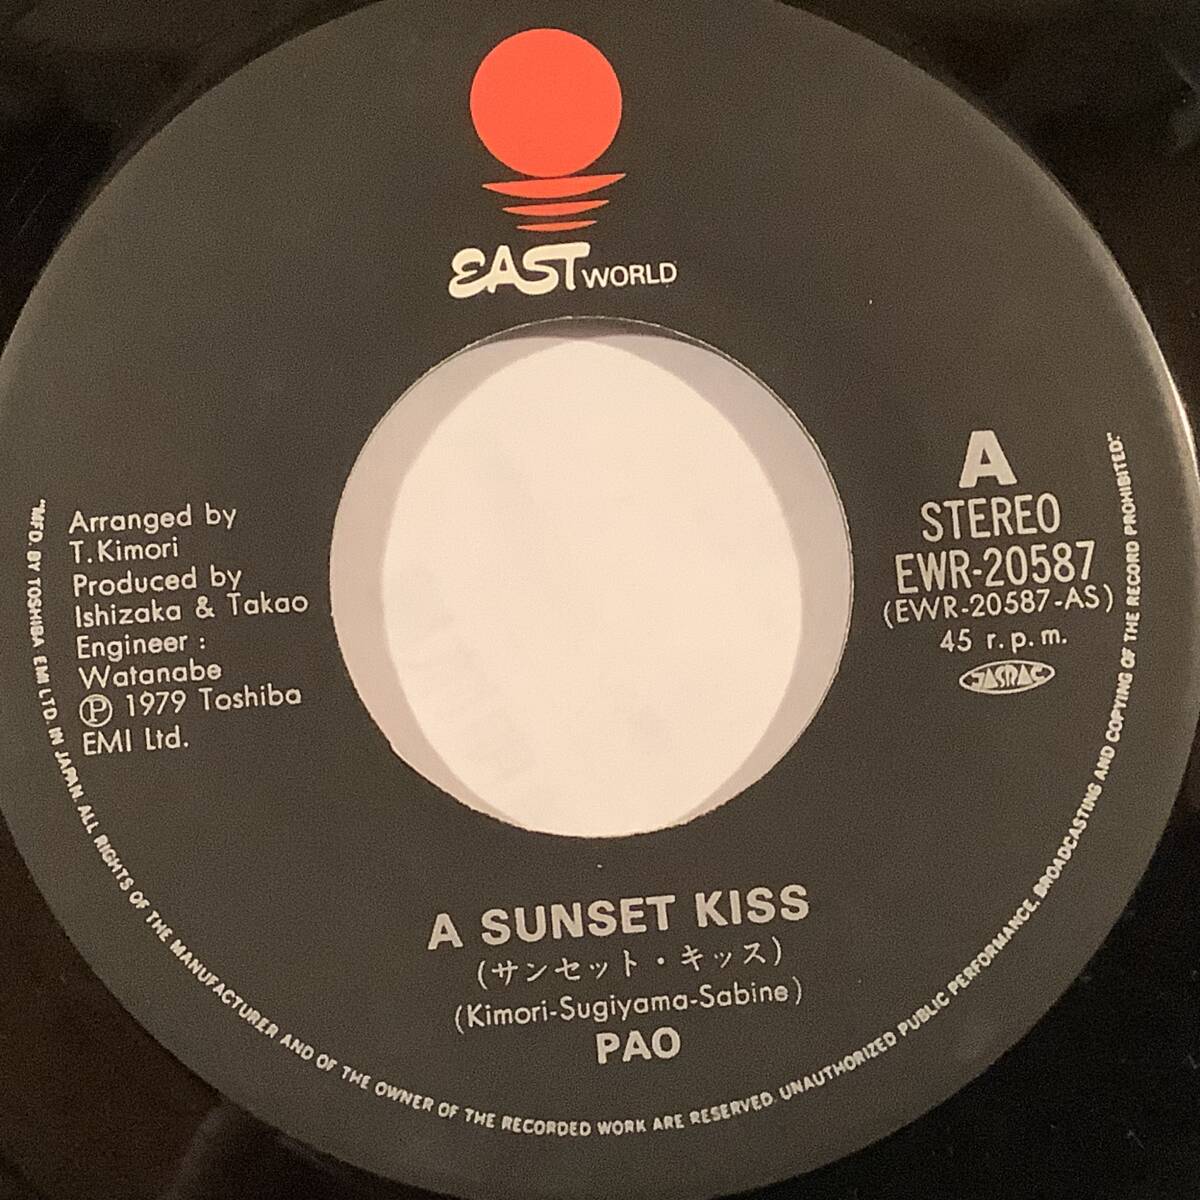 EAST WORLD
A
STEREO
EWR-20587
(EWR-20587-AS)
45 r.p.m.
JASRAC
Arranged by
T.Kimori
Produced by
Ishizaka & Takao
Engineer :
Watanabe
Ⓟ 1979 Toshiba
EMI Ltd.
A SUNSET KISS
(サンセット・キッス)
(Kimori-Sugiyama-Sabine)
PAO
"MFD. BY TOSHIBA EMI LTD. IN JAPAN. ALL RIGHTS OF THE MANUFACTURER AND OF THE OWNER OF THE RECORDED WORK ARE RESERVED. UNAUTHORIZED PUBLIC PERFORMANCE, BROADCASTING AND COPYING OF THE RECORD PROHIBITED."